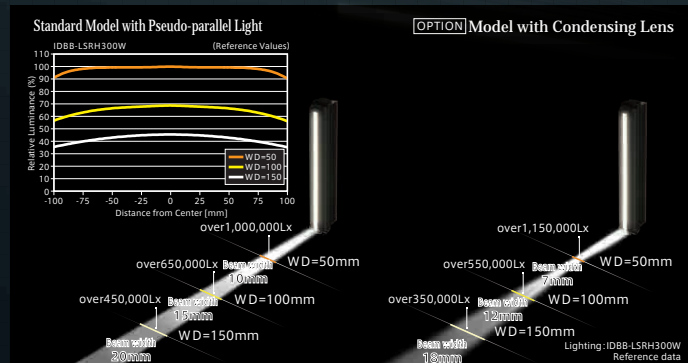 Standard Model with Pseudo-parallel Light
OPTION Model with Condensing Lens
IDBB-LSRH300W (Reference Values)
Relative Luminance (%)
110
100
90
80
70
60
50
40
30
20
10
0
WD=50
WD=100
WD=150
-100 -75 -50 -25 0 25 50 75 100
Distance from Center [mm]
over1,000,000Lx
WD=50mm
Beam width
10mm
over650,000Lx
WD=100mm
Beam width
15mm
over450,000Lx
WD=150mm
Beam width
20mm
over1,150,000Lx
WD=50mm
Beam width
7mm
over550,000Lx
WD=100mm
Beam width
12mm
over350,000Lx
WD=150mm
Beam width
18mm
Lighting:IDBB-LSRH300W
Reference data